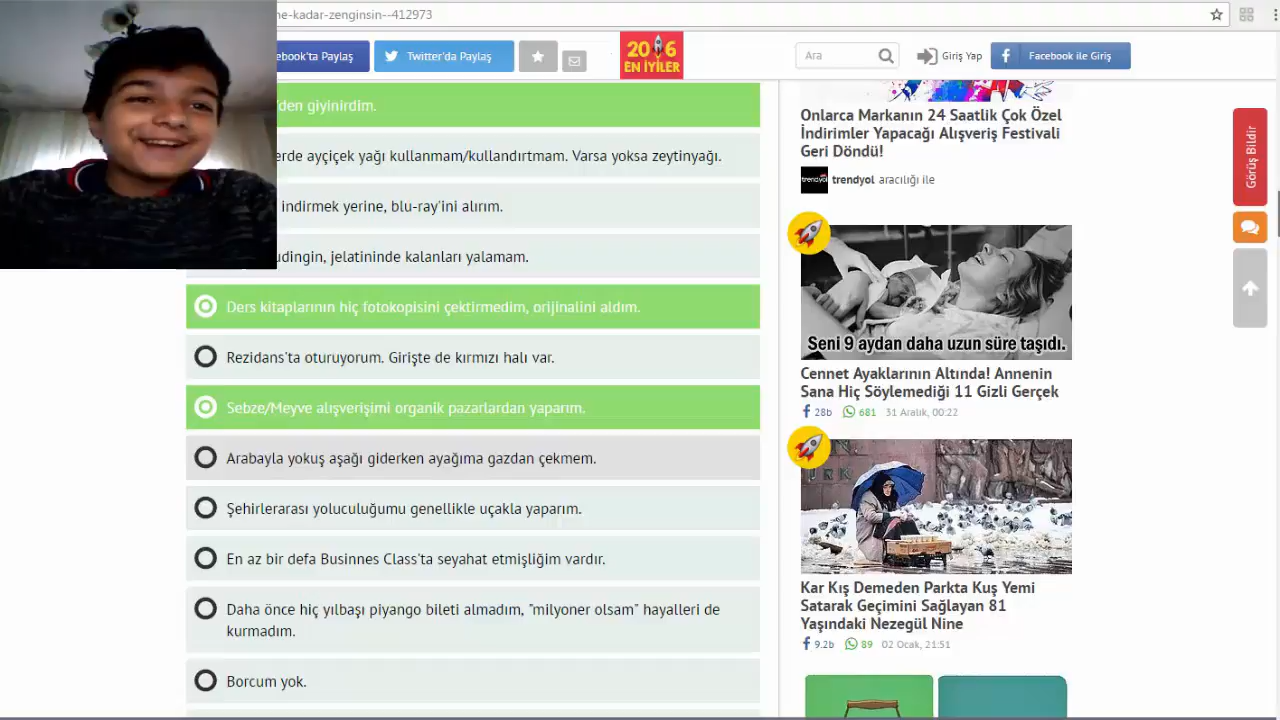 ne-kadar-zenginsin--412973
ebook'ta Paylaş
Twitter'da Paylaş
2016
EN İYİLER
Ara
Giriş Yap
Facebook ile Giriş
'den giyinirdim.
erde ayçiçek yağı kullanmam/kullandırtmam. Varsa yoksa zeytinyağı.
indirmek yerine, blu-ray'ini alırım.
udingin, jelatininde kalanları yalamam.
Ders kitaplarının hiç fotokopisini çektirmedim, orijinalini aldım.
Rezidans'ta oturuyorum. Girişte de kırmızı halı var.
Sebze/Meyve alışverişimi organik pazarlardan yaparım.
Arabayla yokuş aşağı giderken ayağıma gazdan çekmem.
Şehirlerarası yoluculuğumu genellikle uçakla yaparım.
En az bir defa Businnes Class'ta seyahat etmişliğim vardır.
Daha önce hiç yılbaşı piyango bileti almadım, "milyoner olsam" hayalleri de
kurmadım.
Borcum yok.
Onlarca Markanın 24 Saatlik Çok Özel
İndirimler Yapacağı Alışveriş Festivali
Geri Döndü!
trendyol
trendyol aracılığı ile
Seni 9 aydan daha uzun süre taşıdı.
Cennet Ayaklarının Altında! Annenin
Sana Hiç Söylemediği 11 Gizli Gerçek
28b 681 31 Aralık, 00:22
Kar Kış Demeden Parkta Kuş Yemi
Satarak Geçimini Sağlayan 81
Yaşındaki Nezegül Nine
9.2b 89 02 Ocak, 21:51
Görüş Bildir